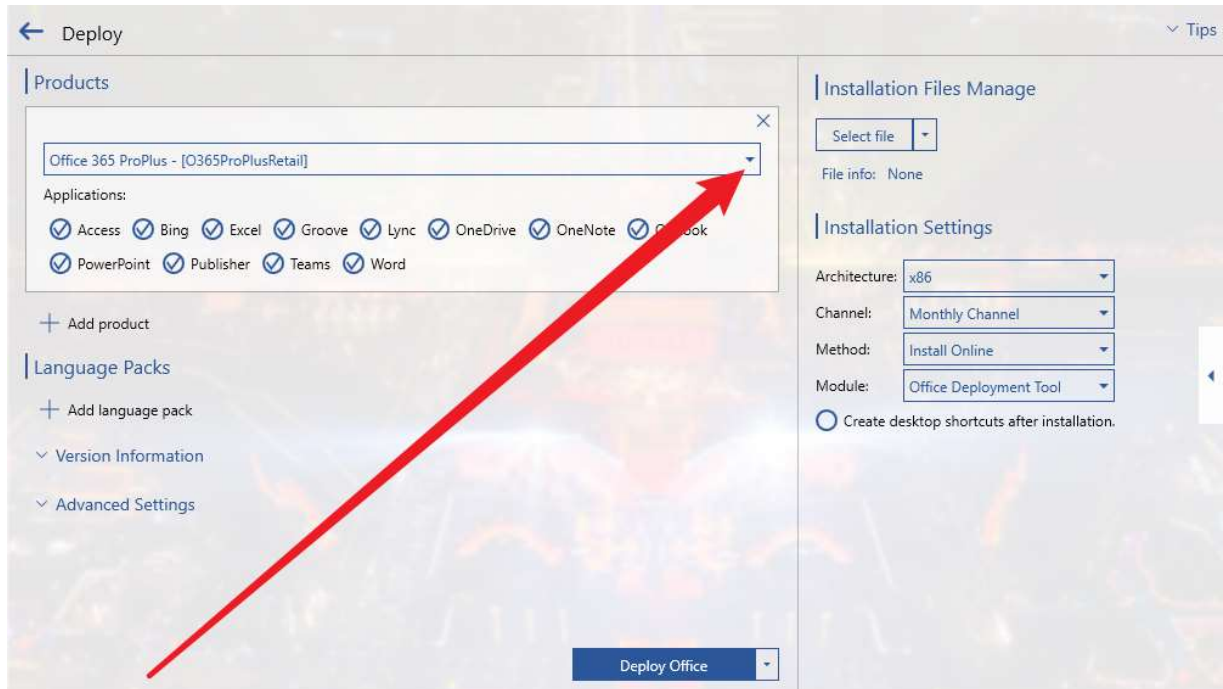 Deploy
Tips
Products
Office 365 ProPlus - [O365ProPlusRetail]
Applications:
Access Bing Excel Groove Lync OneDrive OneNote
PowerPoint Publisher Teams Word
Add product
Language Packs
Add language pack
Version Information
Advanced Settings
Deploy Office
Installation Files Manage
Select file
File info: None
Installation Settings
Architecture: x86
Channel: Monthly Channel
Method: Install Online
Module: Office Deployment Tool
Create desktop shortcuts after installation.